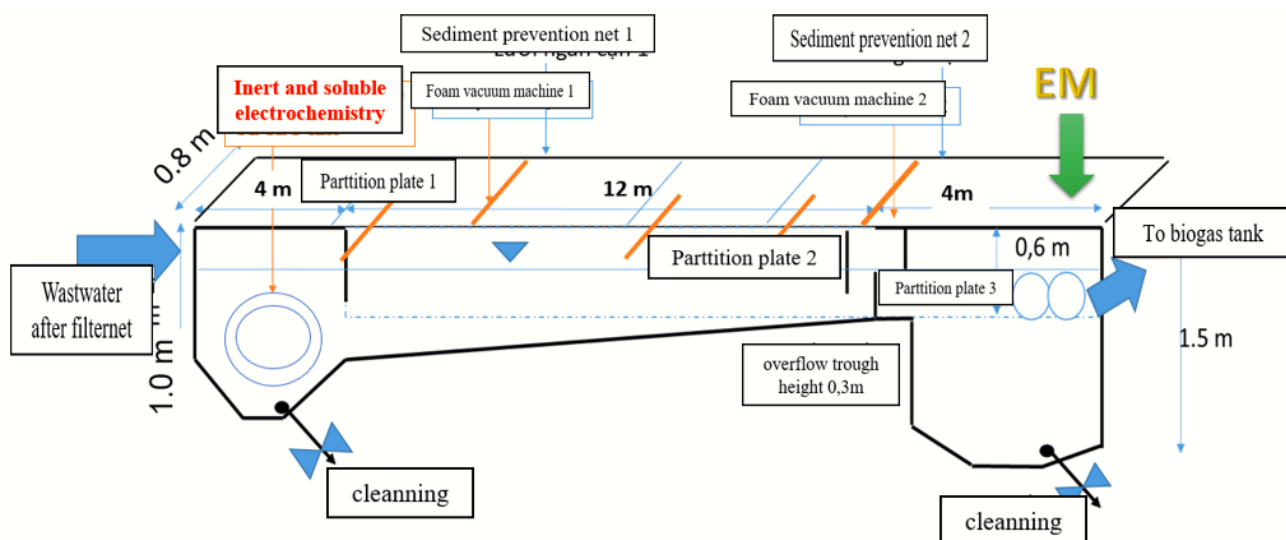 Sediment prevention net 1
Sediment prevention net 2
Inert and soluble
electrochemistry
Foam vacuum machine 1
Foam vacuum machine 2
EM
0.8 m
4 m
Parttition plate 1
12 m
4m
To biogas tank
Wastwater
after filternet
Parttition plate 2
0,6 m
Parttition plate 3
1.0 m
1.5 m
overflow trough
height 0,3m
cleanning
cleanning